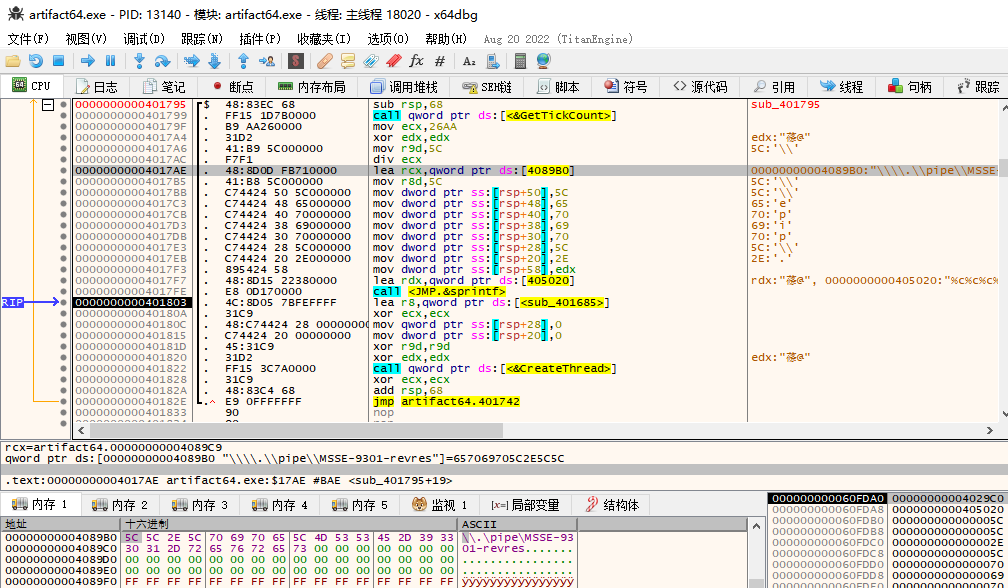 artifact64.exe - PID: 13140 - 模块: artifact64.exe - 线程: 主线程 18020 - x64dbg
文件(F) 视图(V) 调试(D) 跟踪(N) 插件(P) 收藏夹(I) 选项(O) 帮助(H) Aug 20 2022 (TitanEngine)
CPU 日志 笔记 断点 内存布局 调用堆栈 SEH链 脚本 符号 源代码 引用 线程 句柄 跟踪
0000000000401795 $ 48:83EC 68 sub rsp,68 sub_401795
0000000000401799 . FF15 1D7B0000 call qword ptr ds:[<&GetTickCount>]
000000000040179F . B9 AA260000 mov ecx,26AA
00000000004017A4 . 31D2 xor edx,edx edx:"蓓@"
00000000004017A6 . 41:B9 5C000000 mov r9d,5C 5C:'\\'
00000000004017AC . F7F1 div ecx
00000000004017AE . 48:8D0D FB710000 lea rcx,qword ptr ds:[4089B0] 00000000004089B0:"\\\\.\\pipe\\MSSE-
00000000004017B5 . 41:B8 5C000000 mov r8d,5C 5C:'\\'
00000000004017BB . C74424 50 5C000000 mov dword ptr ss:[rsp+50],5C 5C:'\\'
00000000004017C3 . C74424 48 65000000 mov dword ptr ss:[rsp+48],65 65:'e'
00000000004017CB . C74424 40 70000000 mov dword ptr ss:[rsp+40],70 70:'p'
00000000004017D3 . C74424 38 69000000 mov dword ptr ss:[rsp+38],69 69:'i'
00000000004017DB . C74424 30 70000000 mov dword ptr ss:[rsp+30],70 70:'p'
00000000004017E3 . C74424 28 5C000000 mov dword ptr ss:[rsp+28],5C 5C:'\\'
00000000004017EB . C74424 20 2E000000 mov dword ptr ss:[rsp+20],2E 2E:'.'
00000000004017F3 . 895424 58 mov dword ptr ss:[rsp+58],edx
00000000004017F7 . 48:8D15 22380000 lea rdx,qword ptr ds:[405020] rdx:"蓓@", 0000000000405020:"%c%c%c%
00000000004017FE . E8 0D170000 call <JMP.&sprintf>
RIP 0000000000401803 . 4C:8D05 7BFEFFFF lea r8,qword ptr ds:[<sub_401685>]
000000000040180A . 31C9 xor ecx,ecx
000000000040180C . 48:C74424 28 00000000 mov qword ptr ss:[rsp+28],0
0000000000401815 . C74424 20 00000000 mov dword ptr ss:[rsp+20],0
000000000040181D . 45:31C9 xor r9d,r9d
0000000000401820 . 31D2 xor edx,edx edx:"蓓@"
0000000000401822 . FF15 3C7A0000 call qword ptr ds:[<&CreateThread>]
0000000000401828 . 31C9 xor ecx,ecx
000000000040182A . 48:83C4 68 add rsp,68
000000000040182E .^ E9 0FFFFFFF jmp artifact64.401742
0000000000401833 90 nop
rcx=artifact64.00000000004089C9
qword ptr ds:[00000000004089B0 "\\\\.\\pipe\\MSSE-9301-revres"]=657069705C2E5C5C
.text:00000000004017AE artifact64.exe:$17AE #BAE <sub_401795+19>
内存 1 内存 2 内存 3 内存 4 内存 5 监视 1 [x=] 局部变量 结构体
地址 十六进制 ASCII
00000000004089B0 5C 5C 2E 5C 70 69 70 65 5C 4D 53 53 45 2D 39 33 \\.\pipe\MSSE-93
00000000004089C0 30 31 2D 72 65 76 72 65 73 00 00 00 00 00 00 00 01-revres.......
00000000004089D0 00 00 00 00 00 00 00 00 00 00 00 00 00 00 00 00 ................
00000000004089E0 00 00 00 00 00 00 00 00 00 00 00 00 00 00 00 00 ................
00000000004089F0 FF FF FF FF FF FF FF FF FF FF FF FF FF FF FF FF ÿÿÿÿÿÿÿÿÿÿÿÿÿÿÿÿ
000000000060FDA0 00000000004029C0
000000000060FDA8 0000000000405020
000000000060FDB0 000000000000005C
000000000060FDB8 000000000000005C
000000000060FDC0 000000000000002E
000000000060FDC8 000000000000005C
000000000060FDD0 0000000000000070
000000000060FDD8 0000000000000069
000000000060FDE0 0000000000000070